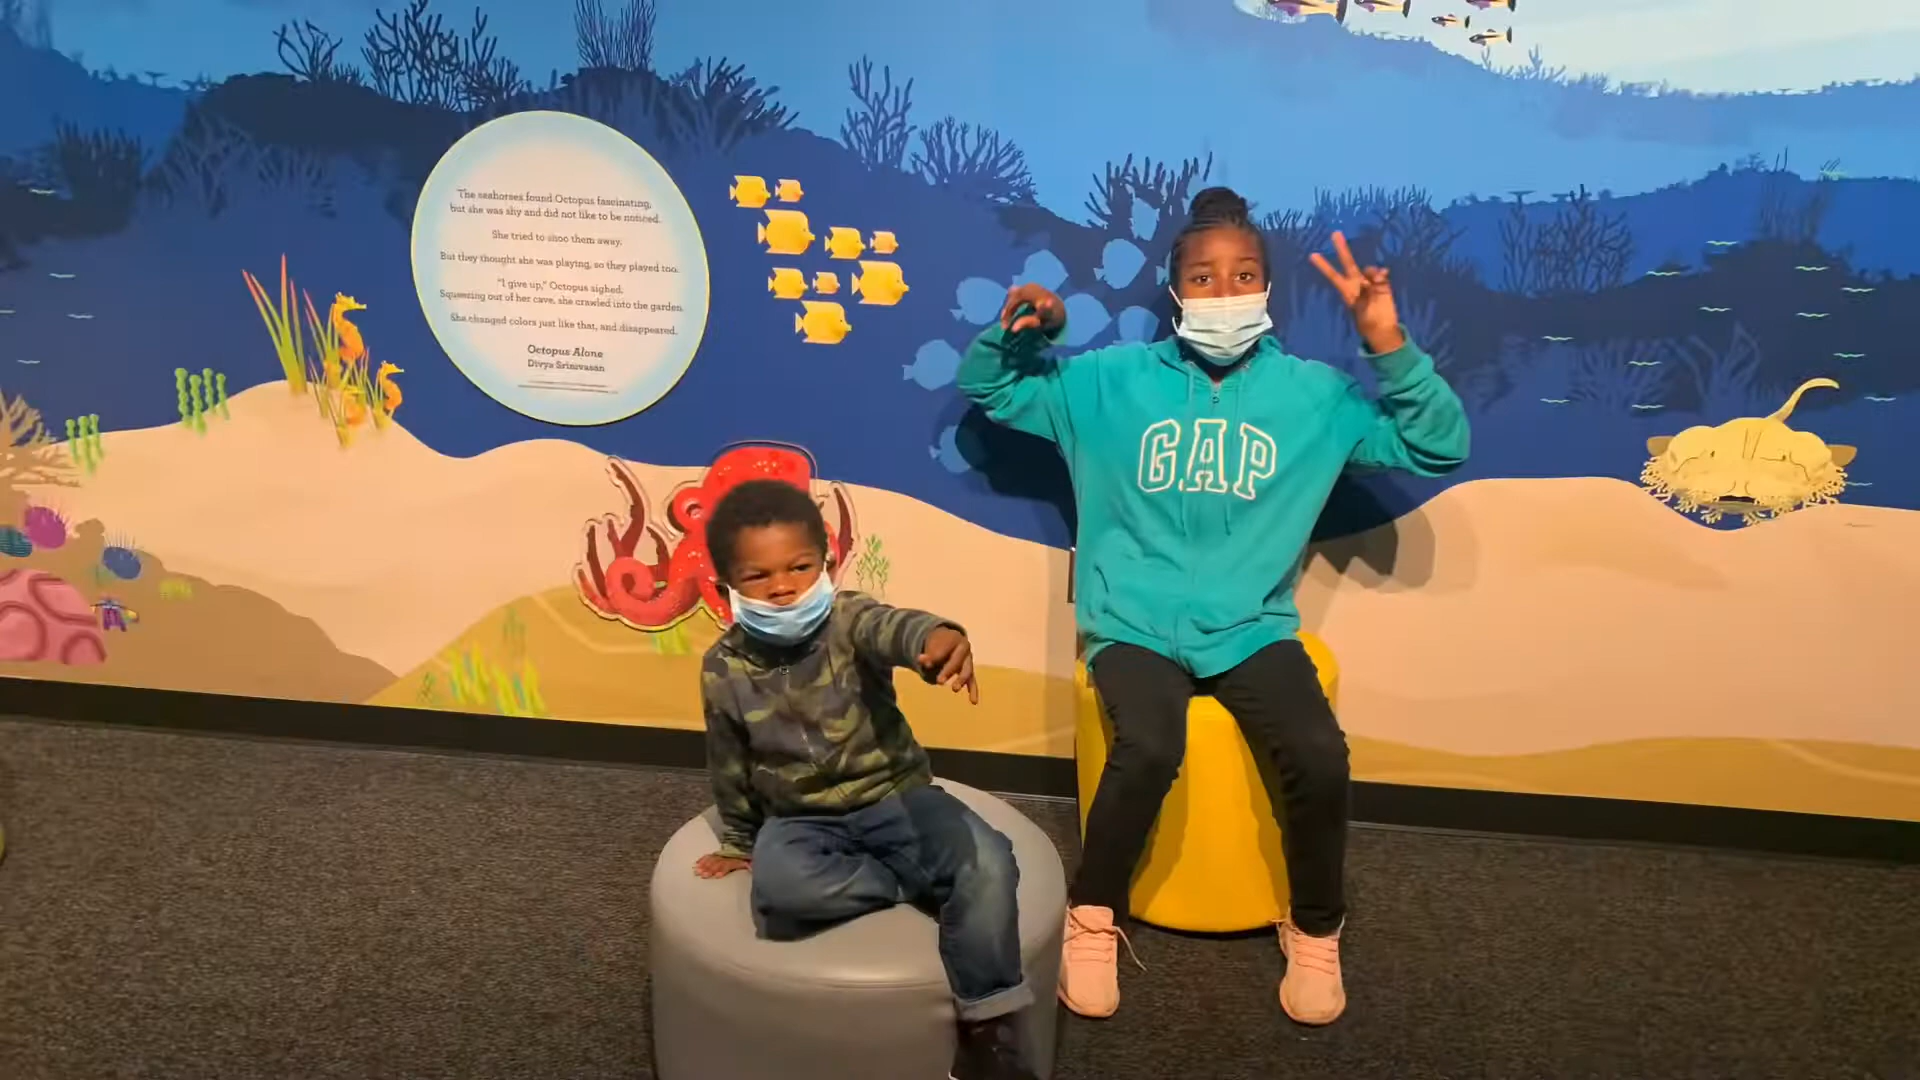 The seahorses found Octopus fascinating,
but she was shy and did not like to be noticed.
She tried to shoo them away.
But they thought she was playing, so they played too.
"I give up," Octopus sighed.
Squeezing out of her cave, she crawled into the garden.
She changed colors just like that, and disappeared.
Octopus Alone
Divya Srinivasan
GAP